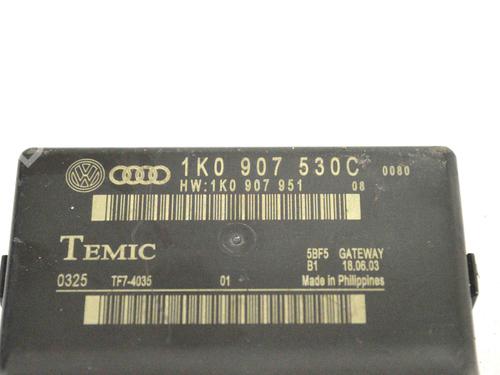 1K0 907 530C 0080
HW:1K0 907 951 08
TEMIC
5BF5 GATEWAY
B1 18.06.03
0325 TF7-4035 01 Made in Philippines